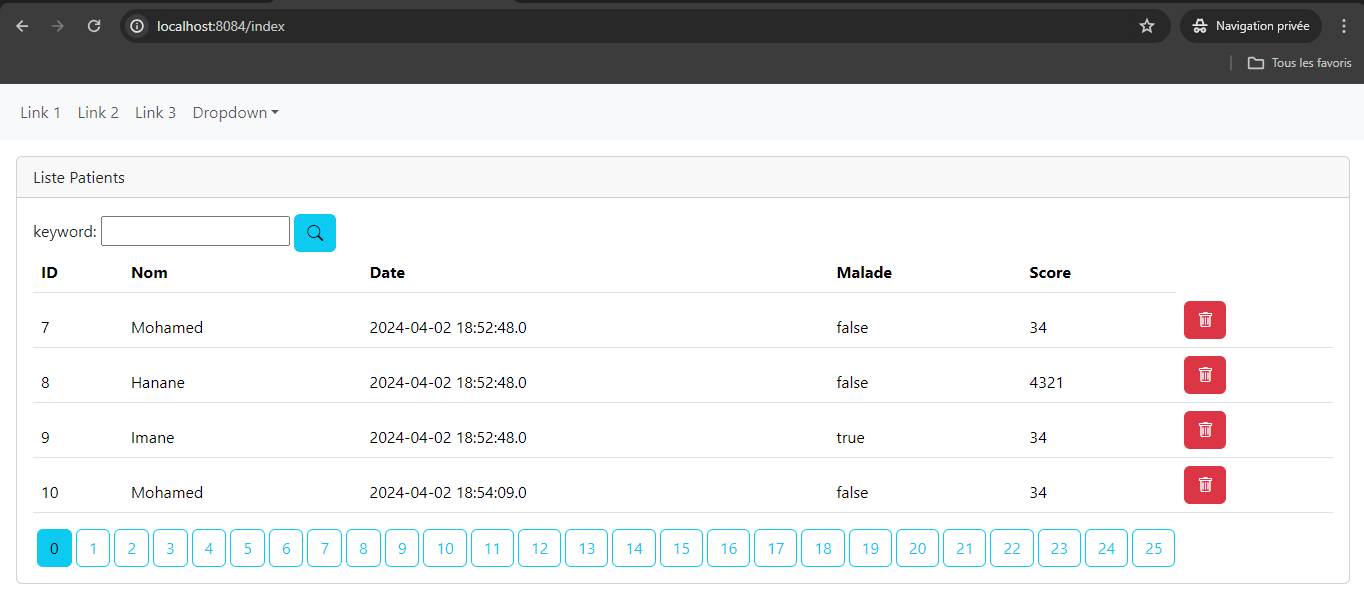 localhost:8084/index
Navigation privée
Tous les favoris
Link 1 Link 2 Link 3 Dropdown
Liste Patients
keyword:
ID Nom Date Malade Score
7 Mohamed 2024-04-02 18:52:48.0 false 34
8 Hanane 2024-04-02 18:52:48.0 false 4321
9 Imane 2024-04-02 18:52:48.0 true 34
10 Mohamed 2024-04-02 18:54:09.0 false 34
0 1 2 3 4 5 6 7 8 9 10 11 12 13 14 15 16 17 18 19 20 21 22 23 24 25